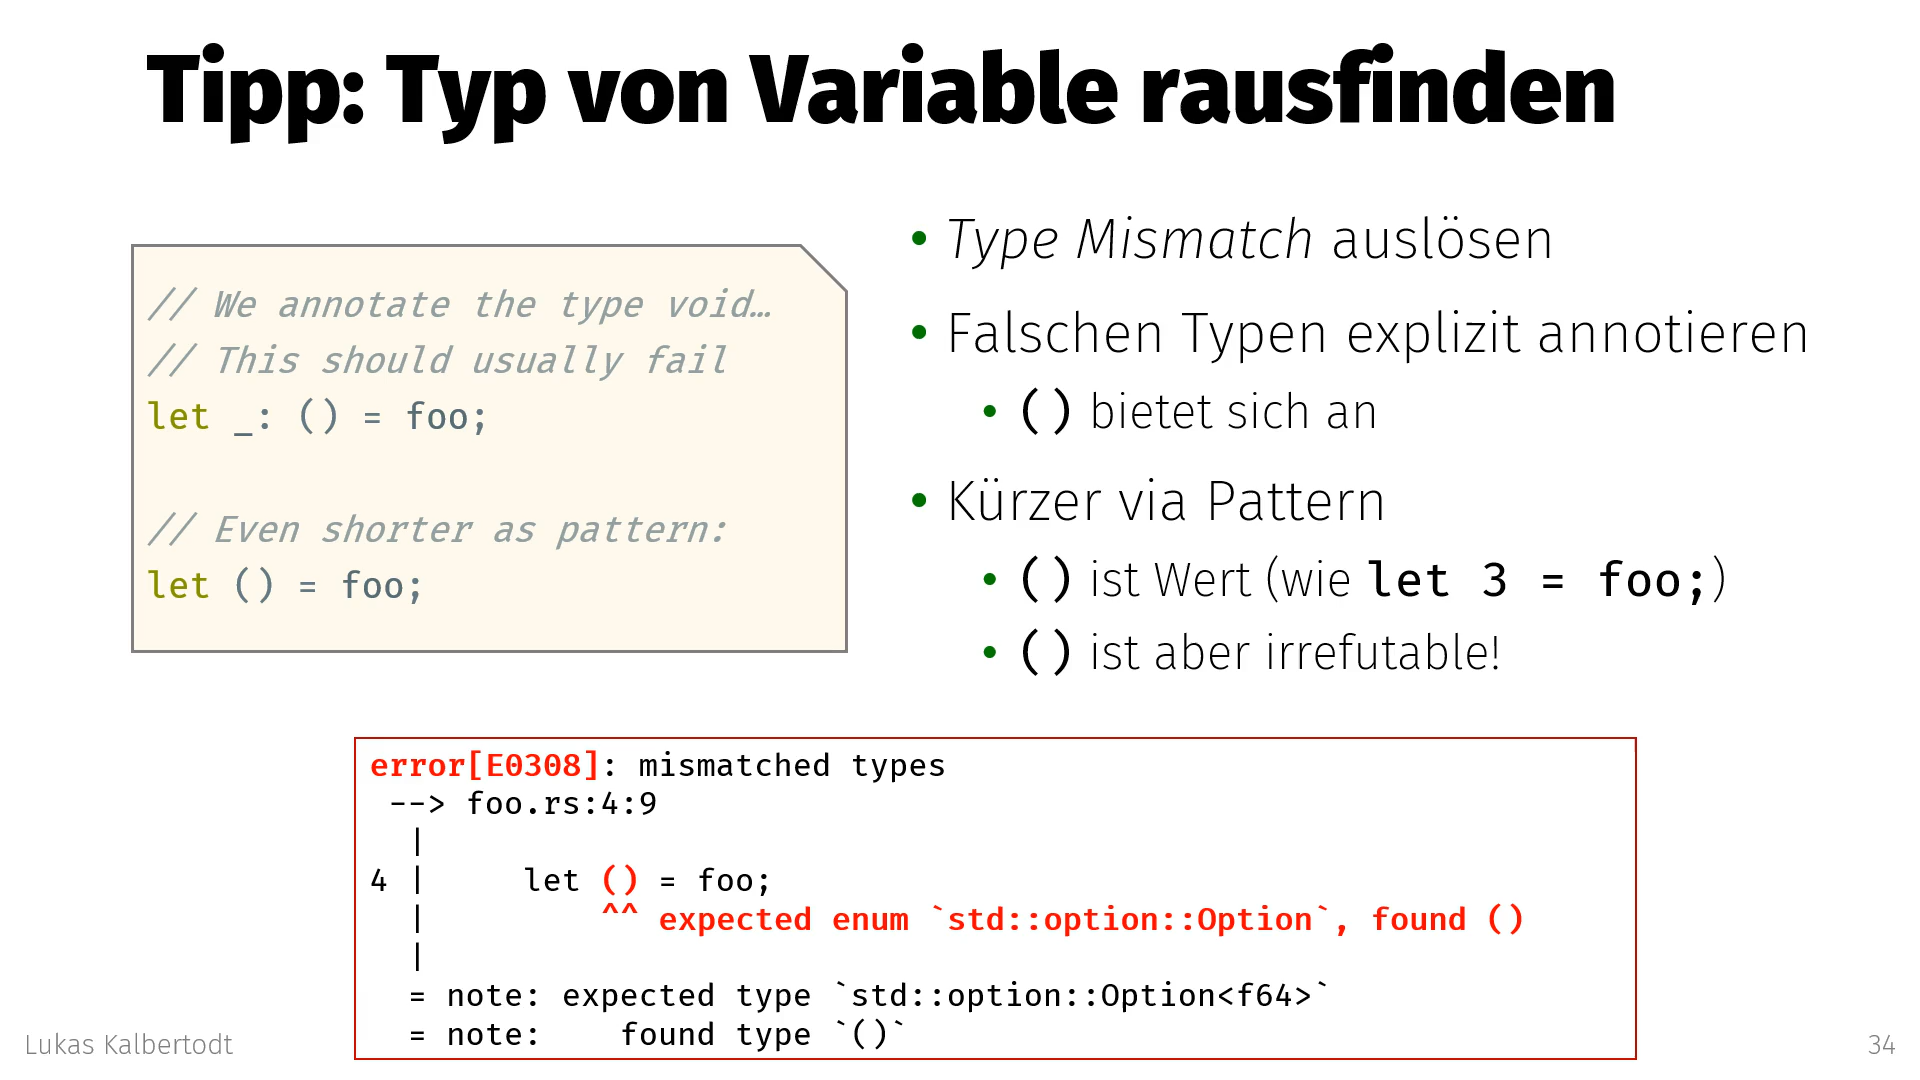 Tipp: Typ von Variable rausfinden
// We annotate the type void…
// This should usually fail
let _: () = foo;
// Even shorter as pattern:
let () = foo;
• Type Mismatch auslösen
• Falschen Typen explizit annotieren
• () bietet sich an
• Kürzer via Pattern
• () ist Wert (wie let 3 = foo;)
• () ist aber irrefutable!
error[E0308]: mismatched types
 --> foo.rs:4:9
  |
4 |     let () = foo;
  |         ^^ expected enum `std::option::Option`, found ()
  |
  = note: expected type `std::option::Option<f64>`
  = note:    found type `()`
Lukas Kalbertodt
34